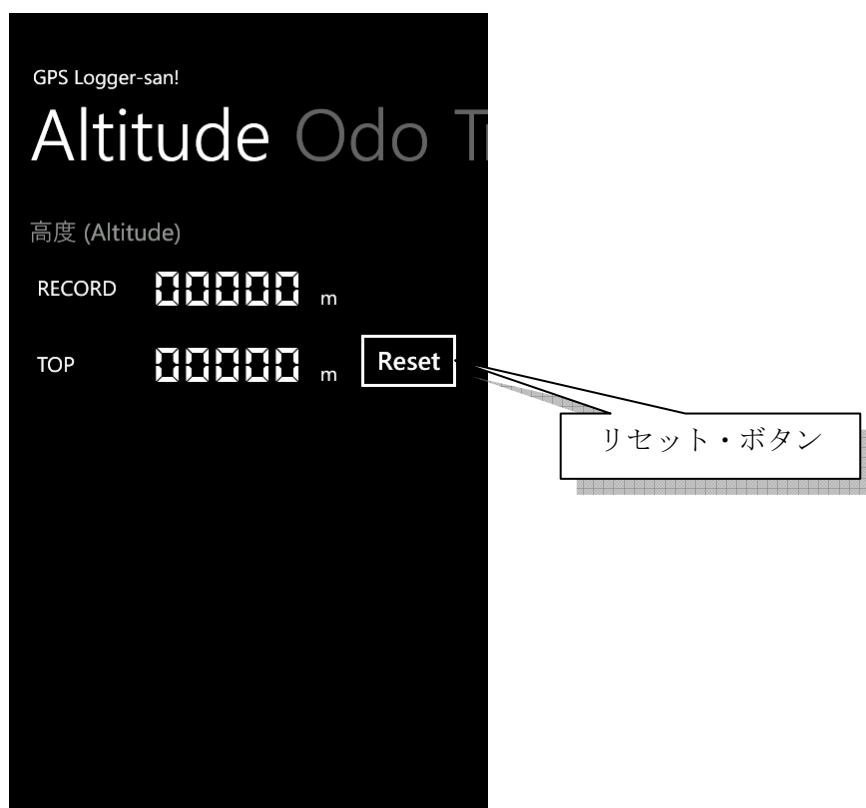 GPS Logger-san!
Altitude Odo
高度 (Altitude)
RECORD 00000 m
TOP 00000 m Reset
リセット・ボタン